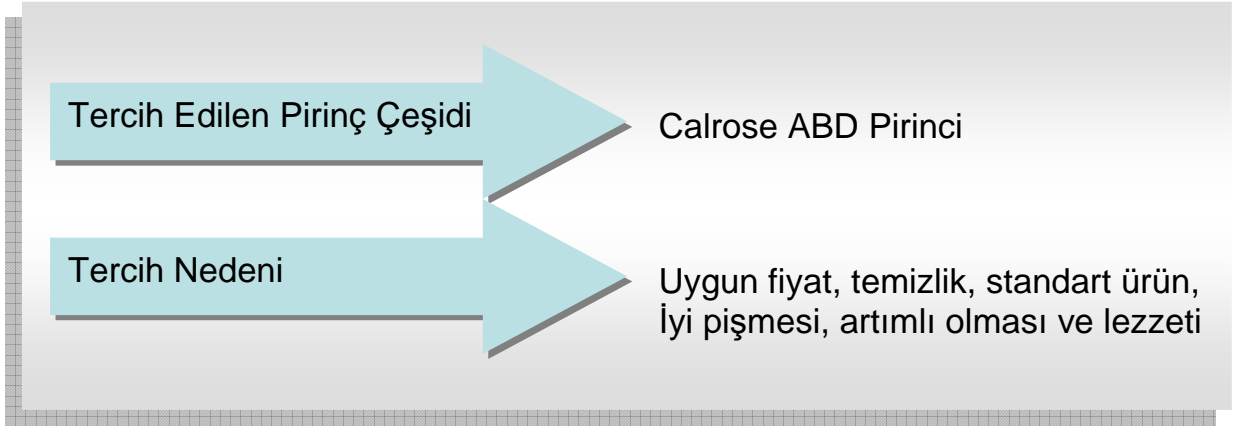 Tercih Edilen Pirinç Çeşidi
Calrose ABD Pirinci
Tercih Nedeni
Uygun fiyat, temizlik, standart ürün,
İyi pişmesi, artımlı olması ve lezzeti